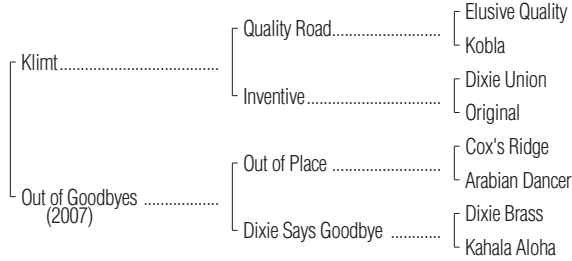 Elusive Quality
Quality Road
Kobla
Klimt
Dixie Union
Inventive
Original
Cox's Ridge
Out of Place
Arabian Dancer
Out of Goodbyes
(2007)
Dixie Brass
Dixie Says Goodbye
Kahala Aloha